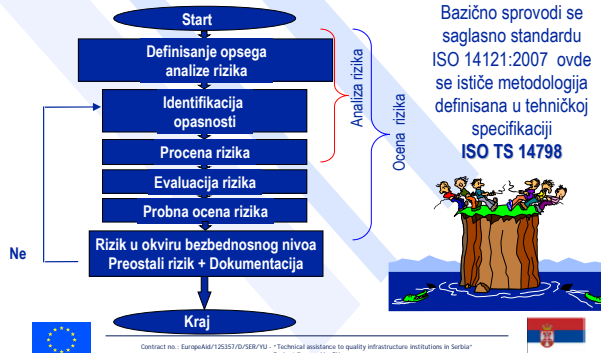 Start
Definisanje opsega
analize rizika
Identifikacija
opasnosti
Procena rizika
Evaluacija rizika
Probna ocena rizika
Rizik u okviru bezbednosnog nivoa
Preostali rizik + Dokumentacija
Kraj
Ne
Analiza rizika
Ocena rizika
Bazično sprovodi se
saglasno standardu
ISO 14121:2007 ovde
se ističe metodologija
definisana u tehničkoj
specifikaciji
ISO TS 14798
Contract no.: EuropeAid/125357/D/SER/YU - "Technical assistance to quality infrastructure institutions in Serbia"